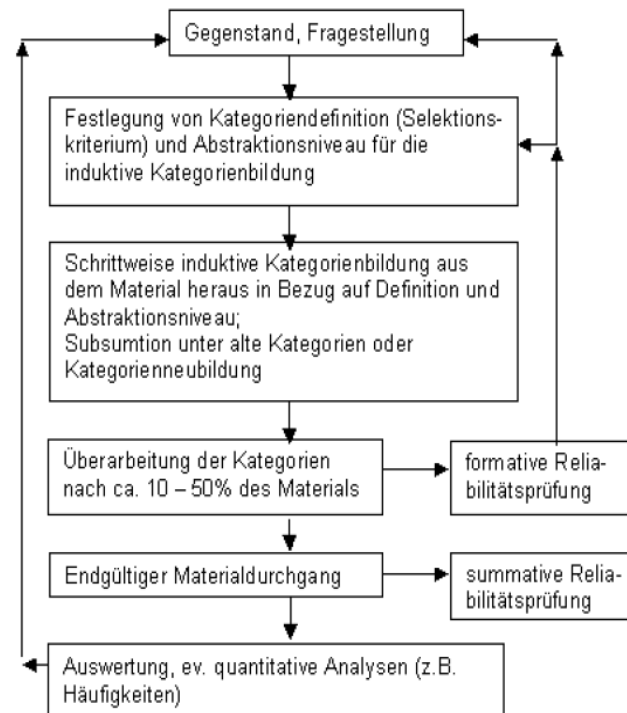 Gegenstand, Fragestellung
Festlegung von Kategoriendefinition (Selektions-
kriterium) und Abstraktionsniveau für die
induktive Kategorienbildung
Schrittweise induktive Kategorienbildung aus
dem Material heraus in Bezug auf Definition und
Abstraktionsniveau;
Subsumtion unter alte Kategorien oder
Kategorienneubildung
Überarbeitung der Kategorien
nach ca. 10 – 50% des Materials
formative Relia-
bilitätsprüfung
Endgültiger Materialdurchgang
summative Relia-
bilitätsprüfung
Auswertung, ev. quantitative Analysen (z.B.
Häufigkeiten)